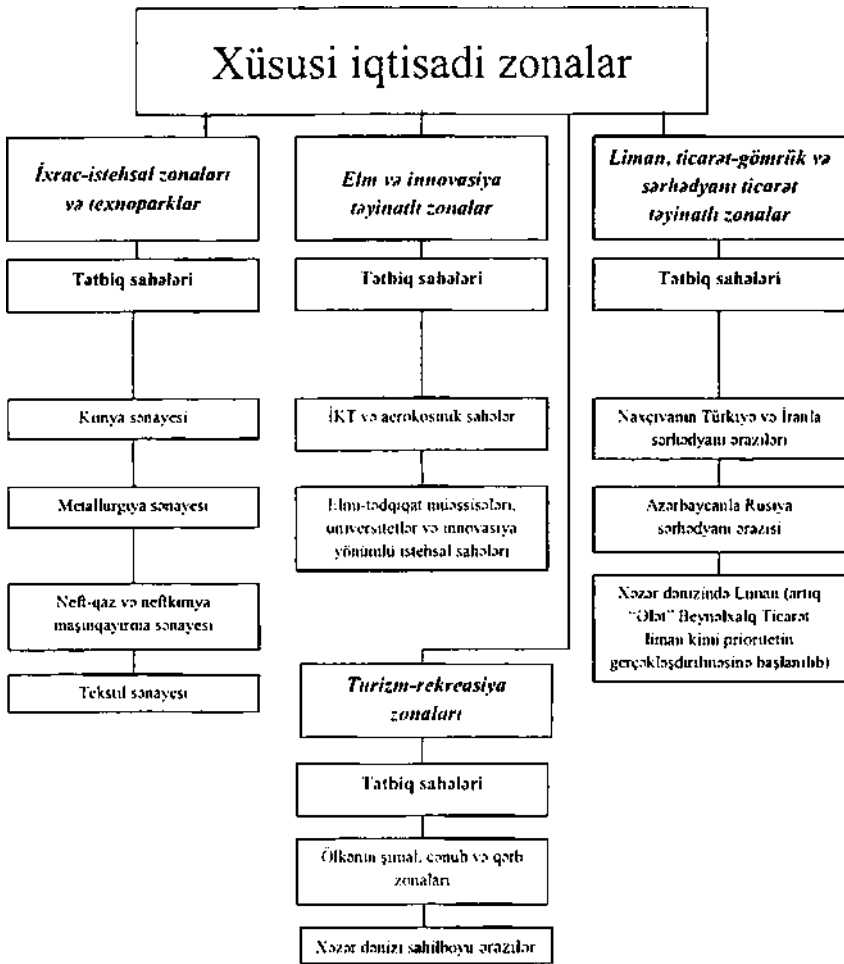 Xüsusi iqtisadi zonalar
İxrac-istehsal zonaları
və texnoparklar
Tətbiq sahələri
Kimya sənayesi
Metallurgiya sənayesi
Neft-qaz və neftkimya
maşınqayırma sənayesi
Tekstil sənayesi
Elm və innovasiya
təyinatlı zonalar
Tətbiq sahələri
İKT və aerokosmik sahələr
Elmi-tədqiqat müəssisələri,
universitetlər və innovasiya
yönümlü istehsal sahələri
Turizm-rekreasiya
zonaları
Tətbiq sahələri
Ölkənin şimal, cənub və qərb
zonaları
Xəzər dənizi sahilboyu ərazilər
Liman, ticarət-gömrük və
sərhədyanı ticarət
təyinatlı zonalar
Tətbiq sahələri
Naxçıvanın Türkiyə və İranla
sərhədyanı əraziləri
Azərbaycanla Rusiya
sərhədyanı ərazisi
Xəzər dənizində Liman (artıq
"Ələt" Beynəlxalq Ticarət
limanı kimi prioritetin
gerçəkləşdirilməsinə başlanılıb)